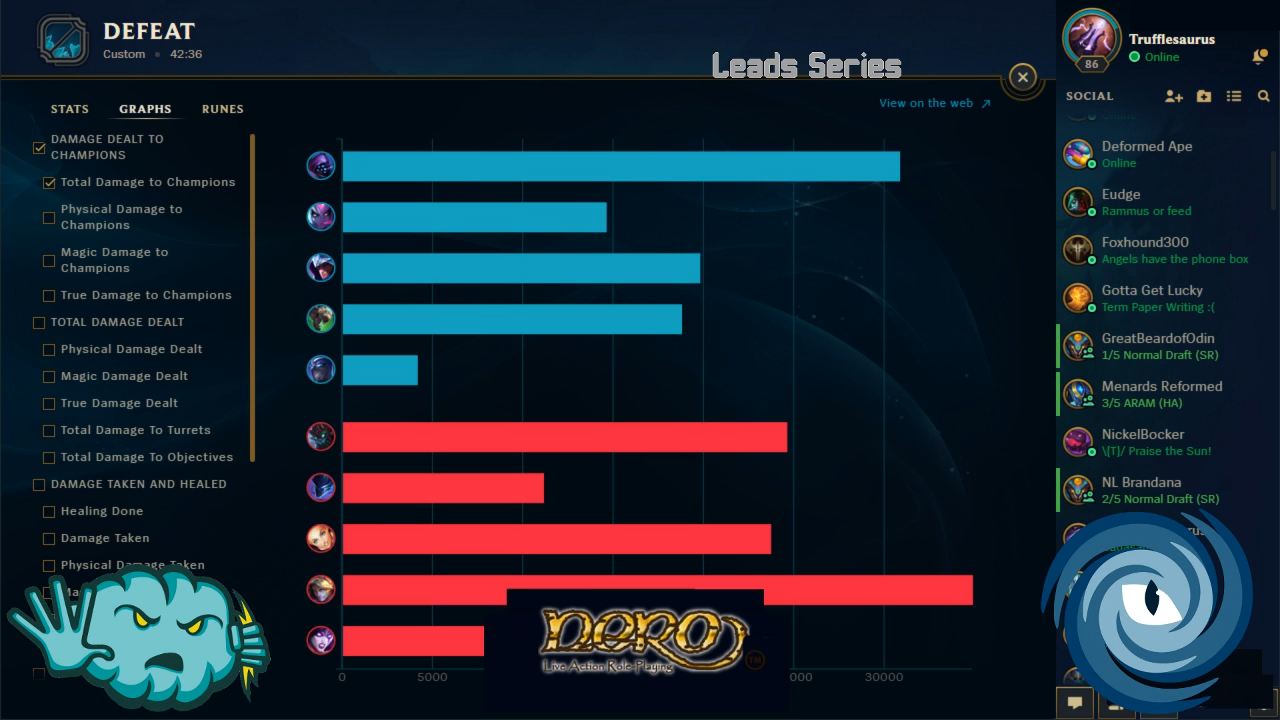 DEFEAT
Custom • 42:36
Leads Series
View on the web
STATS GRAPHS RUNES
DAMAGE DEALT TO
CHAMPIONS
Total Damage to Champions
Physical Damage to
Champions
Magic Damage to
Champions
True Damage to Champions
TOTAL DAMAGE DEALT
Physical Damage Dealt
Magic Damage Dealt
True Damage Dealt
Total Damage To Turrets
Total Damage To Objectives
DAMAGE TAKEN AND HEALED
Healing Done
Damage Taken
Physical Damage Taken
0 5000 000 30000
nero
Live Action Role-Playing
TM
Trufflesaurus
Online
86
SOCIAL
Deformed Ape
Online
Eudge
Rammus or feed
Foxhound300
Angels have the phone box
Gotta Get Lucky
Term Paper Writing :(
GreatBeardofOdin
1/5 Normal Draft (SR)
Menards Reformed
3/5 ARAM (HA)
NickelBocker
\[T]/ Praise the Sun!
NL Brandana
2/5 Normal Draft (SR)